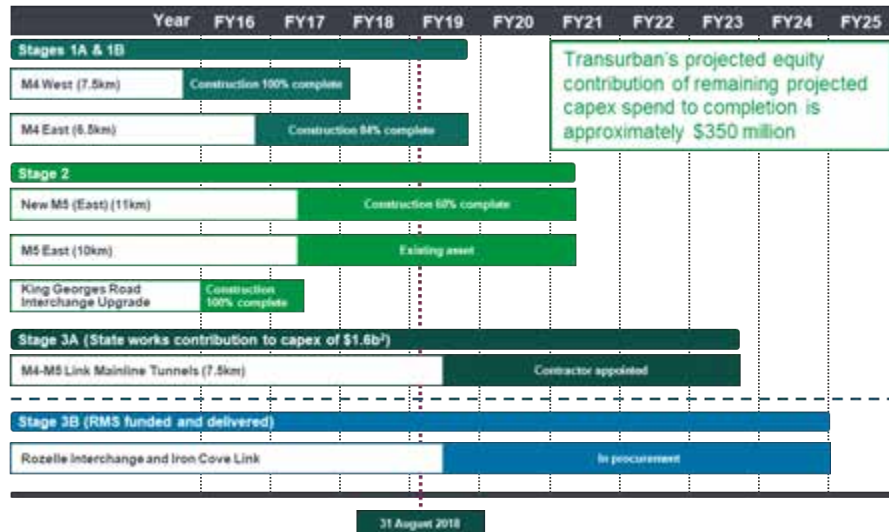 Year FY16 FY17 FY18 FY19 FY20 FY21 FY22 FY23 FY24 FY25
Stages 1A & 1B
Transurban's projected equity
contribution of remaining projected
capex spend to completion is
approximately $350 million
M4 West (7.5km) Construction 100% complete
M4 East (6.5km) Construction 84% complete
Stage 2
New M5 (East) (11km) Construction 60% complete
M5 East (10km) Existing asset
King Georges Road
Interchange Upgrade
Construction
100% complete
Stage 3A (State works contribution to capex of $1.6b²)
M4-M5 Link Mainline Tunnels (7.5km) Contractor appointed
Stage 3B (RMS funded and delivered)
Rozelle Interchange and Iron Cove Link In procurement
31 August 2018